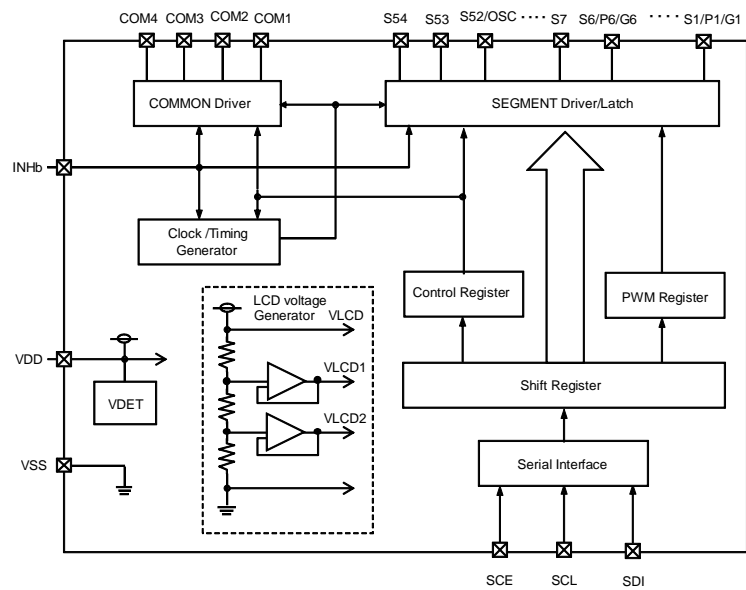 COM4 COM3 COM2 COM1 S54 S53 S52/OSC ···· S7 S6/P6/G6 ···· S1/P1/G1
COMMON Driver
SEGMENT Driver/Latch
INHb
Clock /Timing
Generator
Control Register
PWM Register
LCD voltage
Generator
VLCD
VLCD1
VLCD2
VDD
VDET
VSS
Shift Register
Serial Interface
SCE SCL SDI